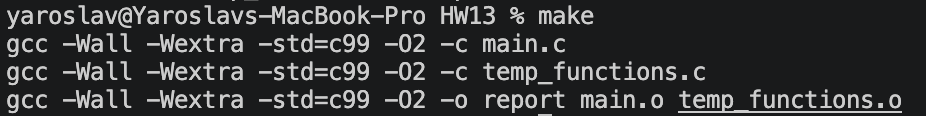 yaroslav@Yaroslavs-MacBook-Pro HW13 % make
gcc -Wall -Wextra -std=c99 -O2 -c main.c
gcc -Wall -Wextra -std=c99 -O2 -c temp_functions.c
gcc -Wall -Wextra -std=c99 -O2 -o report main.o temp_functions.o